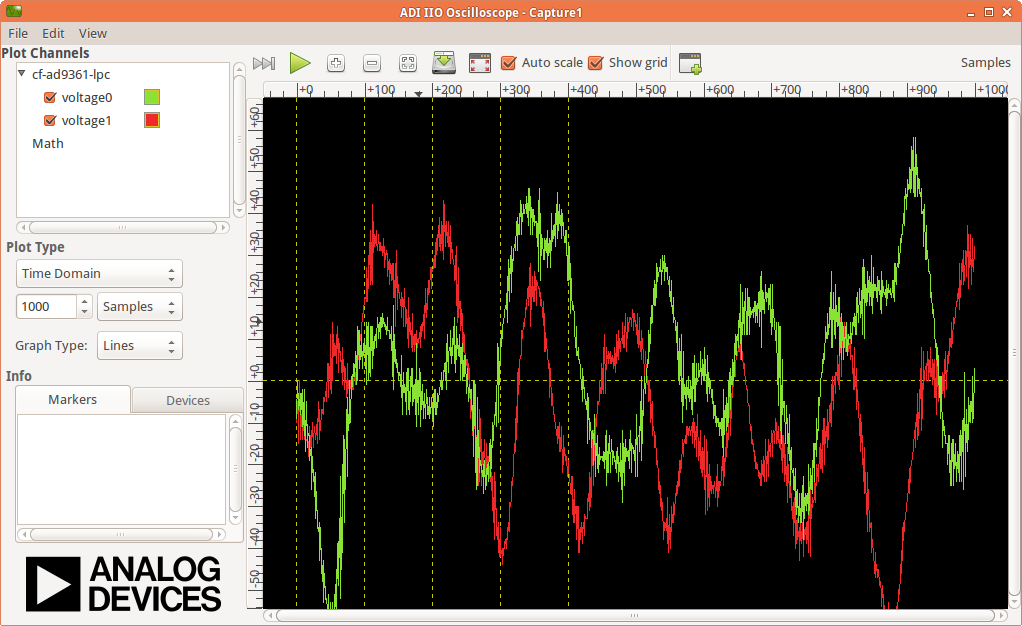 ADI IIO Oscilloscope - Capture1
File Edit View
Plot Channels
cf-ad9361-lpc
voltage0
voltage1
Math
Plot Type
Time Domain
1000 Samples
Graph Type: Lines
Info
Markers Devices
ANALOG
DEVICES
Auto scale Show grid Samples
+0 +100 +200 +300 +400 +500 +600 +700 +800 +900 +1000
+60
+50
+40
+30
+20
+10
+0
-10
-20
-30
-40
-50